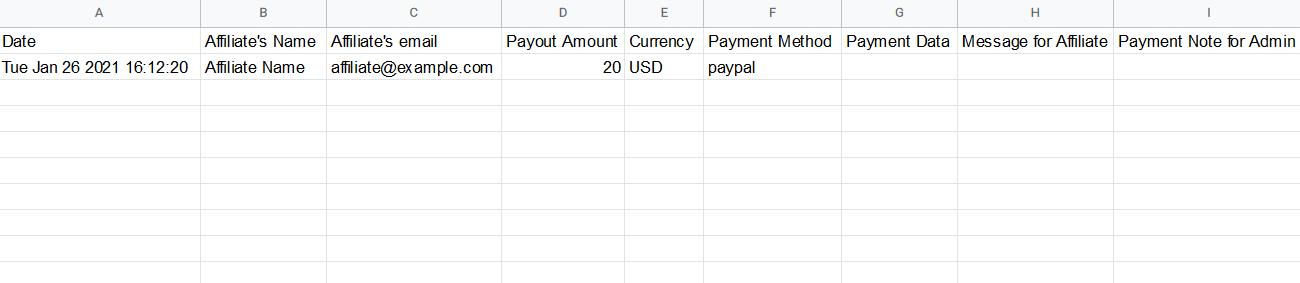 A B C D E F G H I
Date Affiliate's Name Affiliate's email Payout Amount Currency Payment Method Payment Data Message for Affiliate Payment Note for Admin
Tue Jan 26 2021 16:12:20 Affiliate Name affiliate@example.com 20 USD paypal